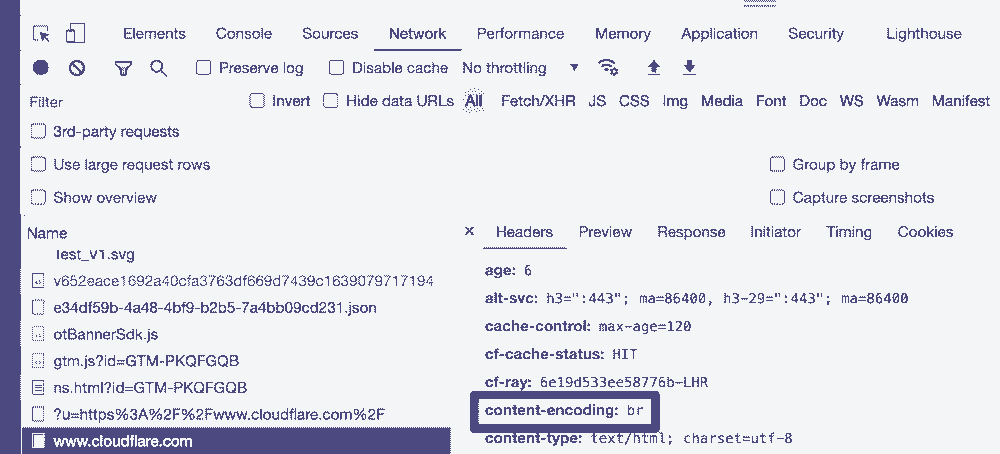 Elements Console Sources Network Performance Memory Application Security Lighthouse
Preserve log Disable cache No throttling
Filter Invert Hide data URLs All Fetch/XHR JS CSS Img Media Font Doc WS Wasm Manifest
3rd-party requests
Use large request rows Group by frame
Show overview Capture screenshots
Name × Headers Preview Response Initiator Timing Cookies
Test_V1.svg
age: 6
v652eace1692a40cfa3763df669d7439c1639079717194
alt-svc: h3=":443"; ma=86400, h3-29=":443"; ma=86400
e34df59b-4a48-4bf9-b2b5-7a4bb09cd231.json
cache-control: max-age=120
otBannerSdk.js
cf-cache-status: HIT
gtm.js?id=GTM-PKQFGQB
cf-ray: 6e19d533ee58776b-LHR
ns.html?id=GTM-PKQFGQB
content-encoding: br
?u=https%3A%2F%2Fwww.cloudflare.com%2F
content-type: text/html; charset=utf-8
www.cloudflare.com